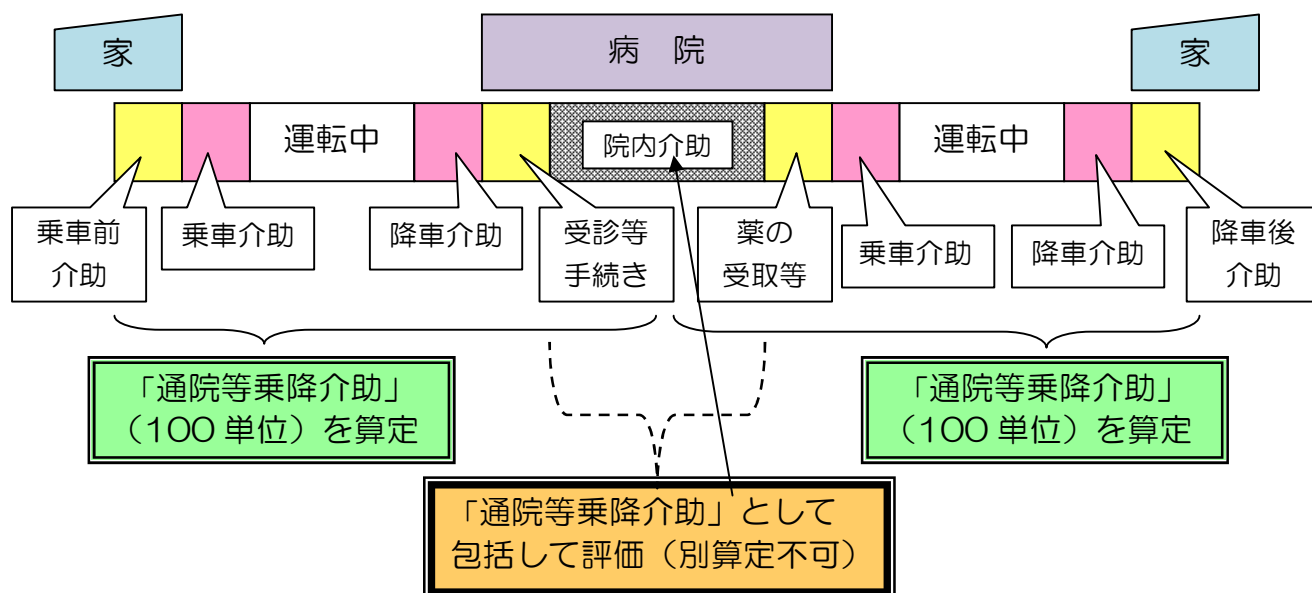 家
病 院
家
運転中
院内介助
運転中
乗車前
介助
乗車介助
降車介助
受診等
手続き
薬の
受取等
乗車介助
降車介助
降車後
介助
「通院等乗降介助」
（100 単位）を算定
「通院等乗降介助」
（100 単位）を算定
「通院等乗降介助」として
包括して評価（別算定不可）